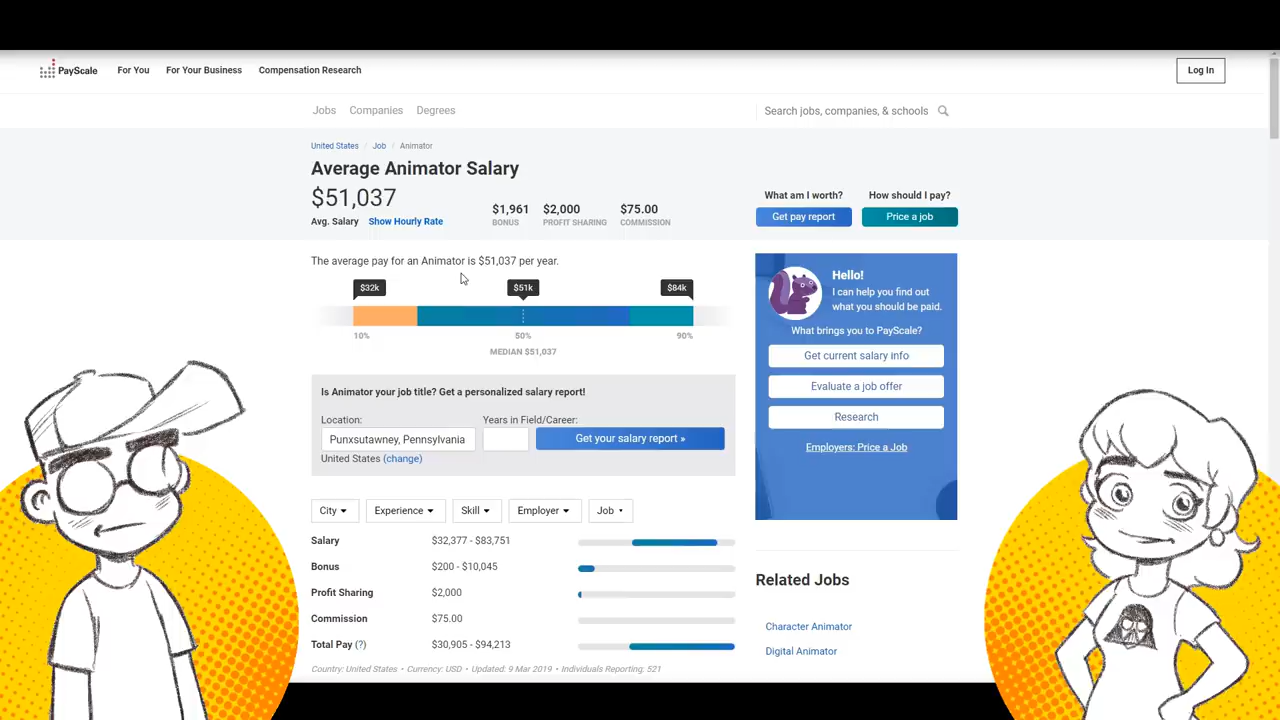 PayScale
For You
For Your Business
Compensation Research
Log In
Jobs
Companies
Degrees
Search jobs, companies, & schools
United States / Job / Animator
Average Animator Salary
$51,037
Avg. Salary
Show Hourly Rate
$1,961
BONUS
$2,000
PROFIT SHARING
$75.00
COMMISSION
What am I worth?
Get pay report
How should I pay?
Price a job
The average pay for an Animator is $51,037 per year.
$32k
$51k
$84k
10%
50%
90%
MEDIAN $51,037
Is Animator your job title? Get a personalized salary report!
Location:
Years in Field/Career:
Punxsutawney, Pennsylvania
Get your salary report »
United States (change)
City
Experience
Skill
Employer
Job
Salary $32,377 - $83,751
Bonus $200 - $10,045
Profit Sharing $2,000
Commission $75.00
Total Pay (?) $30,905 - $94,213
Country: United States • Currency: USD • Updated: 9 Mar 2019 • Individuals Reporting: 521
Hello!
I can help you find out
what you should be paid.
What brings you to PayScale?
Get current salary info
Evaluate a job offer
Research
Employers: Price a Job
Related Jobs
Character Animator
Digital Animator